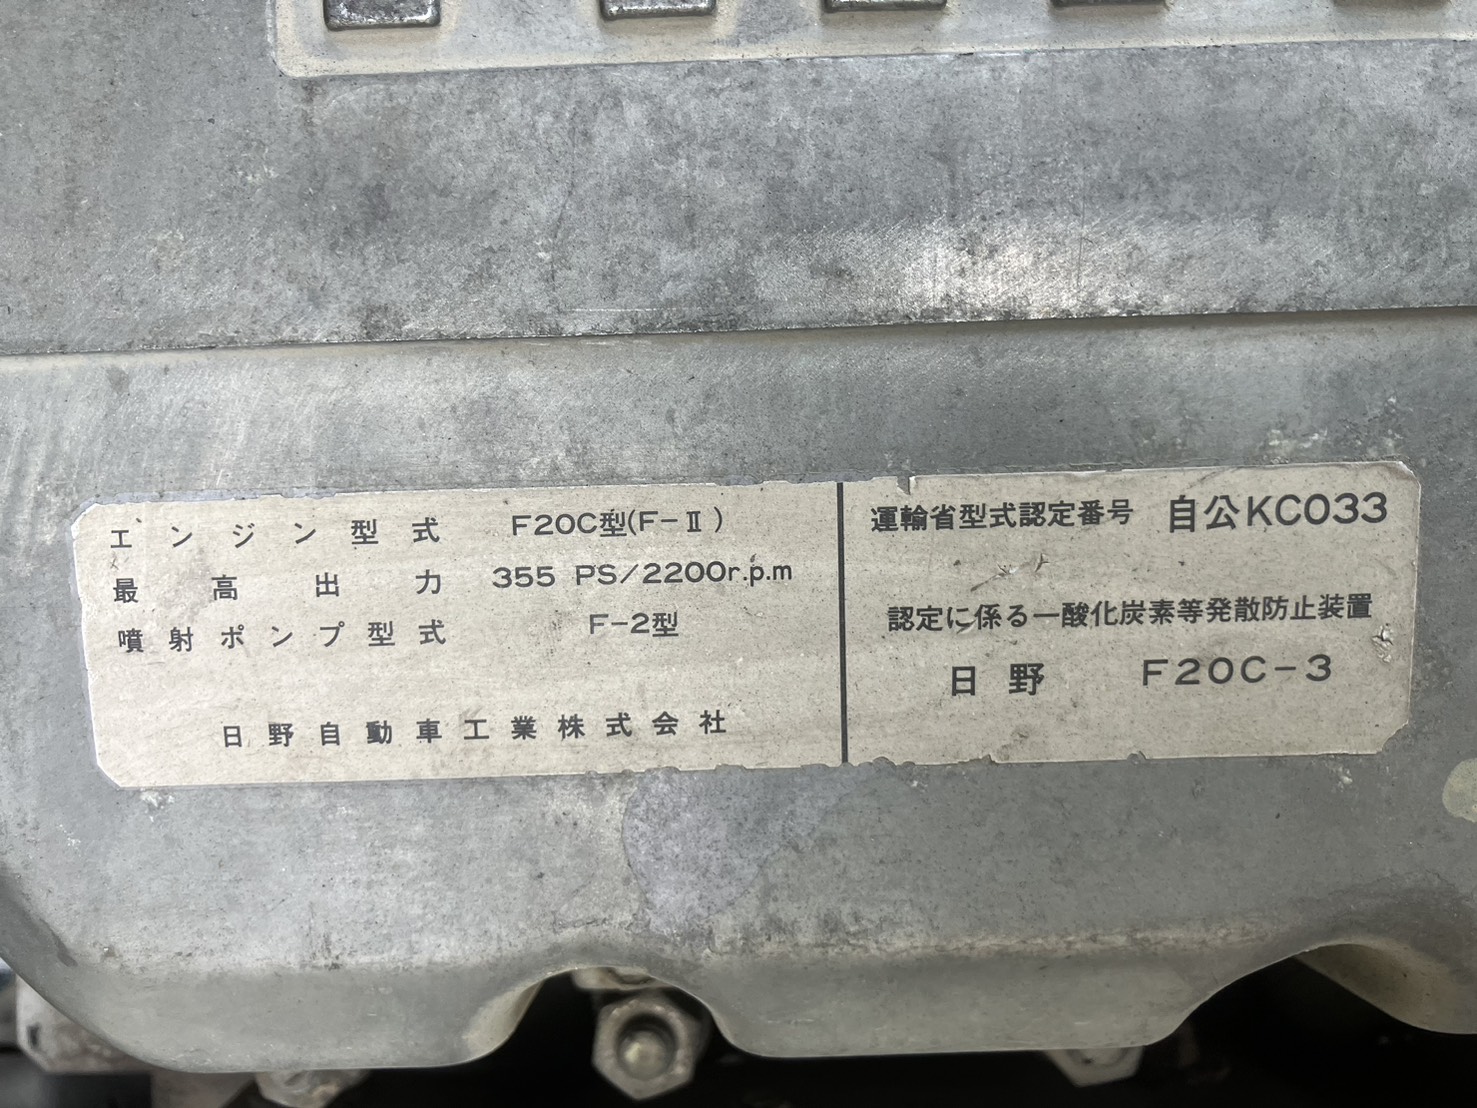 エンジン型式 F20C型(F-Ⅱ)
最高出力 355 PS/2200r.p.m
噴射ポンプ型式 F-2型
日野自動車工業株式会社
運輸省型式認定番号 自公KC033
認定に係る一酸化炭素等発散防止装置
日野 F20C-3